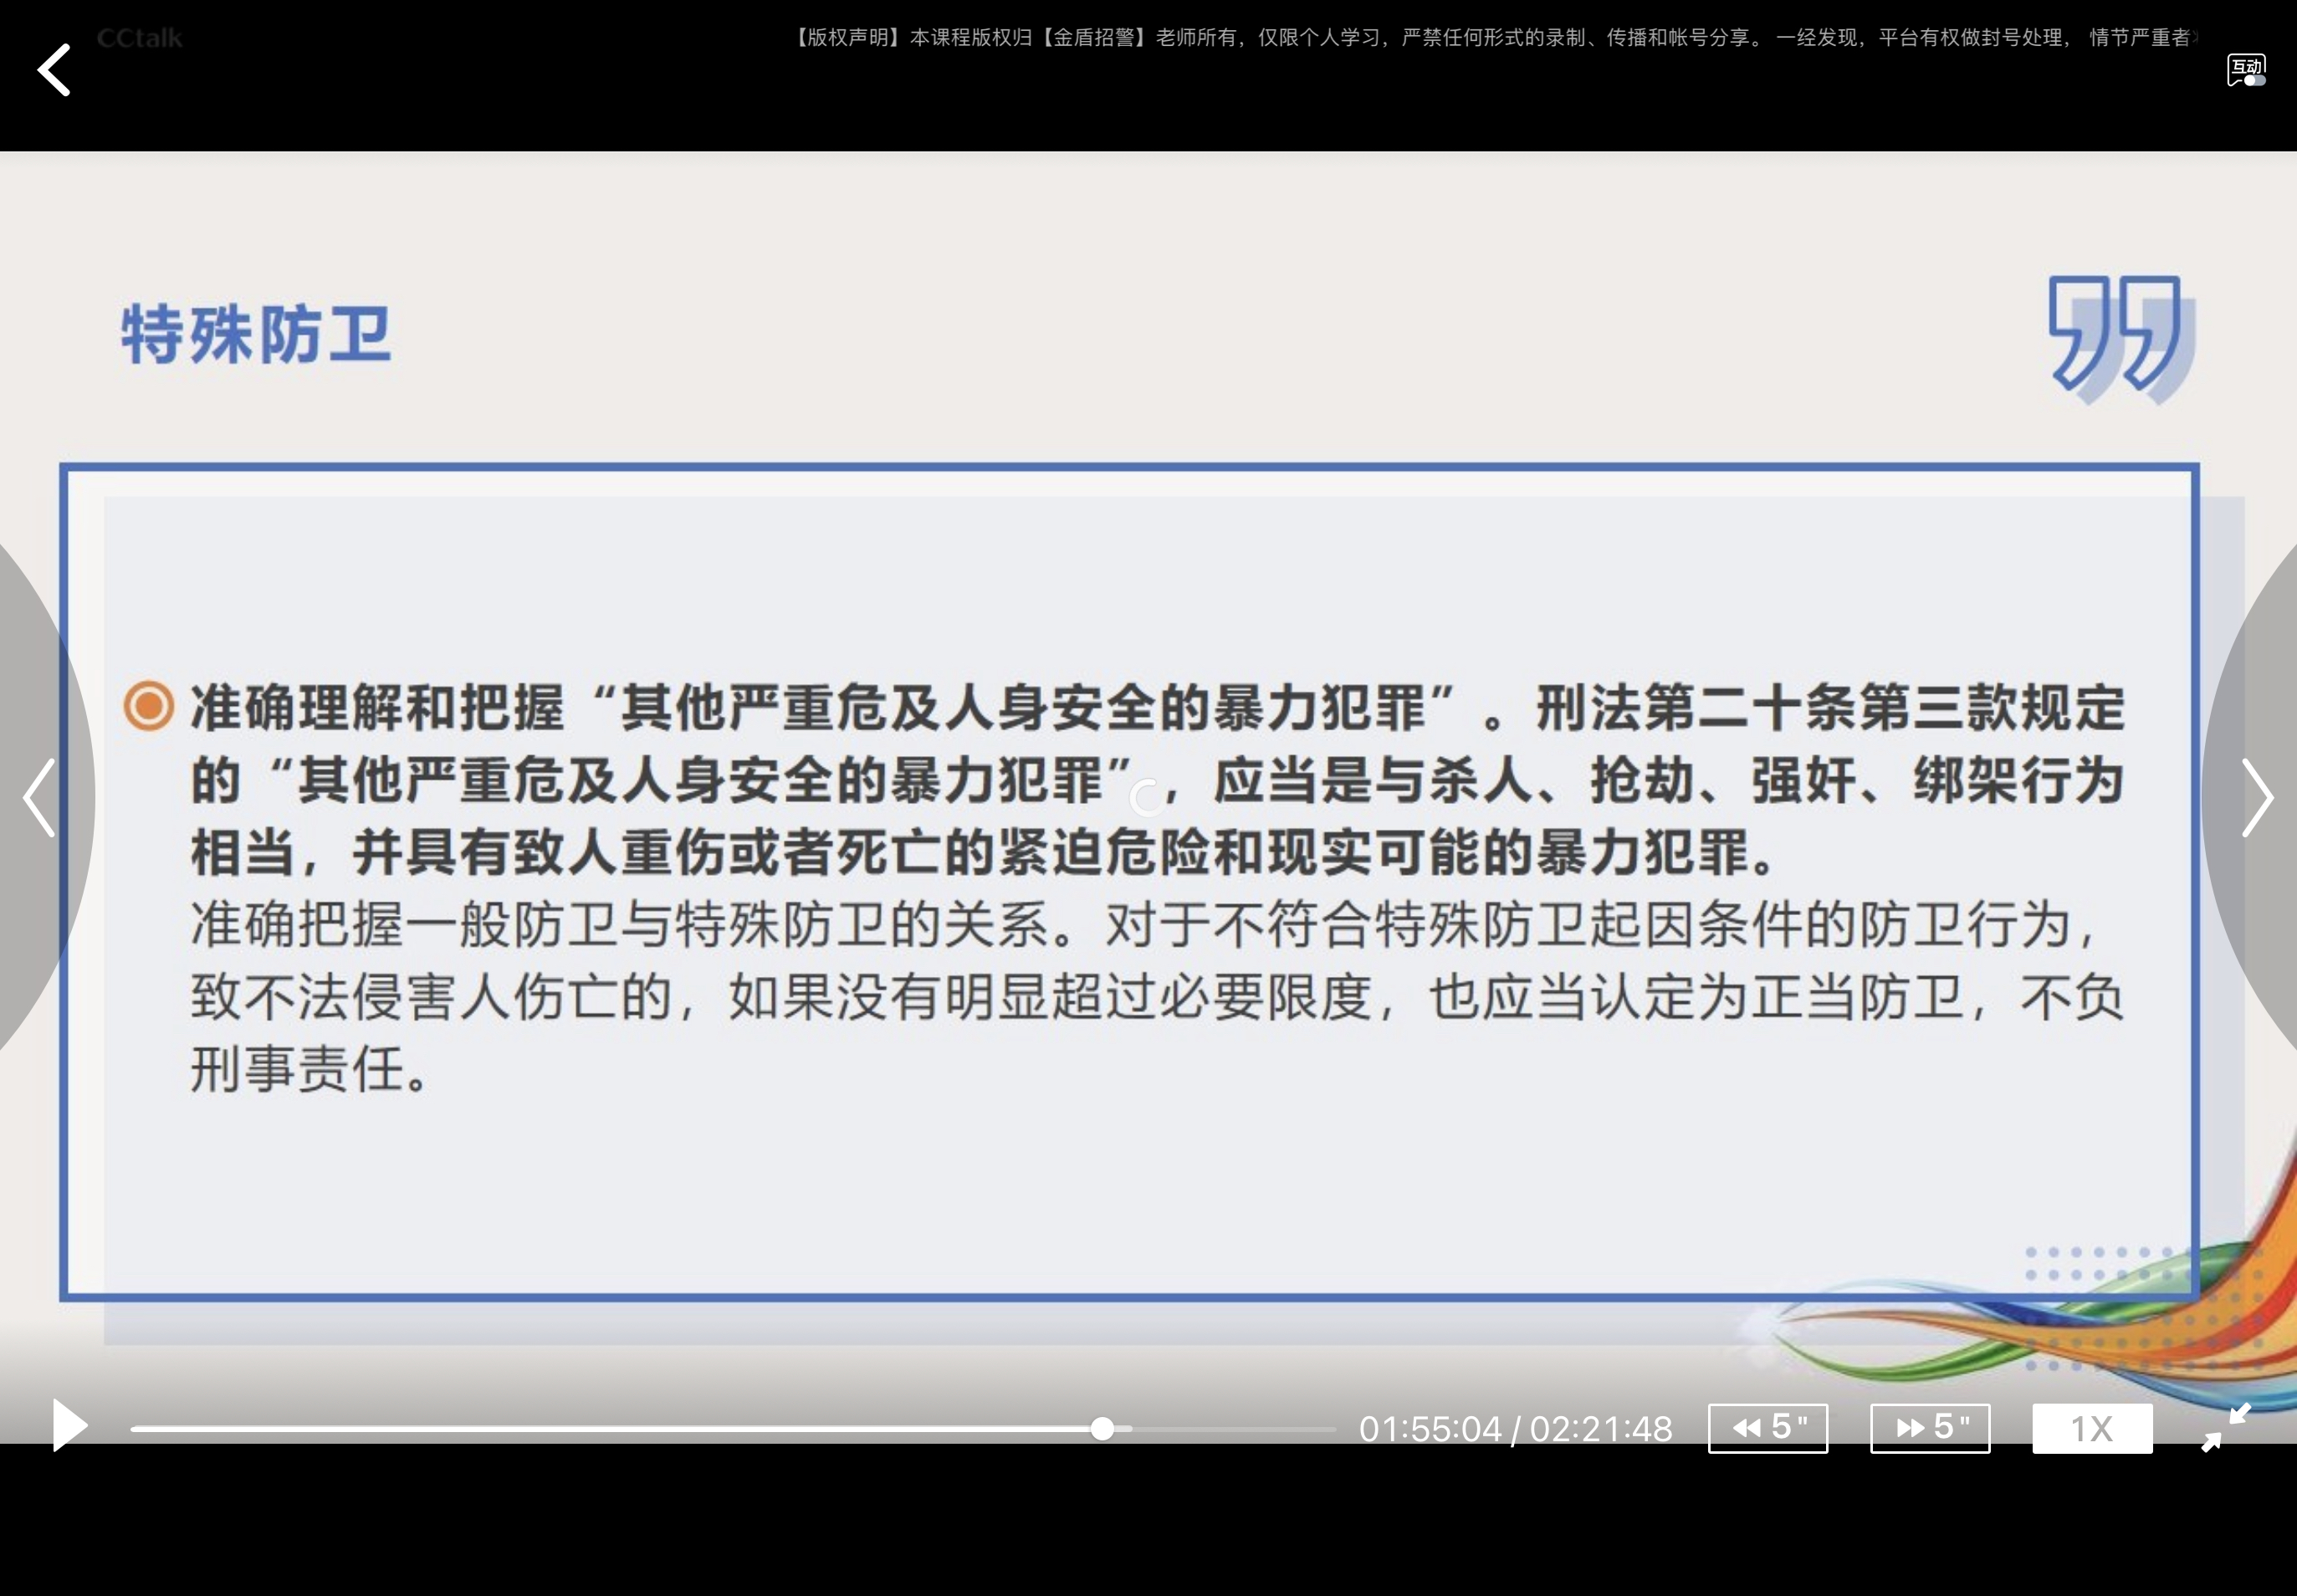 CCtalk
【版权声明】本课程版权归【金盾招警】老师所有，仅限个人学习，严禁任何形式的录制、传播和帐号分享。 一经发现，平台有权做封号处理， 情节严重者
互动
特殊防卫
准确理解和把握“其他严重危及人身安全的暴力犯罪”。刑法第二十条第三款规定
的“其他严重危及人身安全的暴力犯罪”，应当是与杀人、抢劫、强奸、绑架行为
相当，并具有致人重伤或者死亡的紧迫危险和现实可能的暴力犯罪。
准确把握一般防卫与特殊防卫的关系。对于不符合特殊防卫起因条件的防卫行为，
致不法侵害人伤亡的，如果没有明显超过必要限度，也应当认定为正当防卫，不负
刑事责任。
01:55:04 / 02:21:48 5" 5" 1X